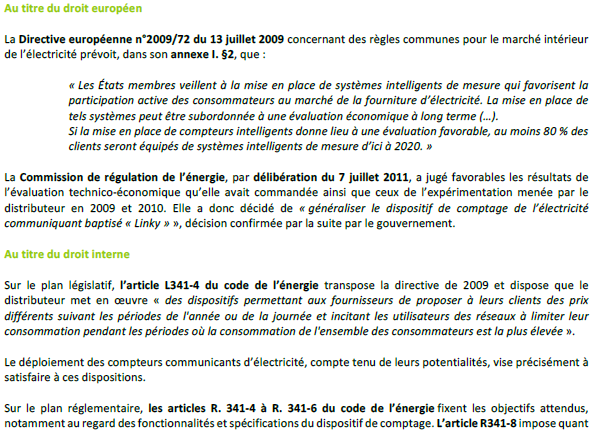 Au titre du droit européen
La Directive européenne n°2009/72 du 13 juillet 2009 concernant des règles communes pour le marché intérieur
de l’électricité prévoit, dans son annexe I. §2, que :
« Les États membres veillent à la mise en place de systèmes intelligents de mesure qui favorisent la
participation active des consommateurs au marché de la fourniture d’électricité. La mise en place de
tels systèmes peut être subordonnée à une évaluation économique à long terme (…).
Si la mise en place de compteurs intelligents donne lieu à une évaluation favorable, au moins 80 % des
clients seront équipés de systèmes intelligents de mesure d’ici à 2020. »
La Commission de régulation de l’énergie, par délibération du 7 juillet 2011, a jugé favorables les résultats de
l’évaluation technico-économique qu’elle avait commandée ainsi que ceux de l’expérimentation menée par le
distributeur en 2009 et 2010. Elle a donc décidé de « généraliser le dispositif de comptage de l’électricité
communiquant baptisé « Linky » », décision confirmée par la suite par le gouvernement.
Au titre du droit interne
Sur le plan législatif, l’article L341-4 du code de l’énergie transpose la directive de 2009 et dispose que le
distributeur met en œuvre « des dispositifs permettant aux fournisseurs de proposer à leurs clients des prix
différents suivant les périodes de l'année ou de la journée et incitant les utilisateurs des réseaux à limiter leur
consommation pendant les périodes où la consommation de l'ensemble des consommateurs est la plus élevée ».
Le déploiement des compteurs communicants d’électricité, compte tenu de leurs potentialités, vise précisément à
satisfaire à ces dispositions.
Sur le plan réglementaire, les articles R. 341-4 à R. 341-6 du code de l’énergie fixent les objectifs attendus,
notamment au regard des fonctionnalités et spécifications du dispositif de comptage. L’article R341-8 impose quant